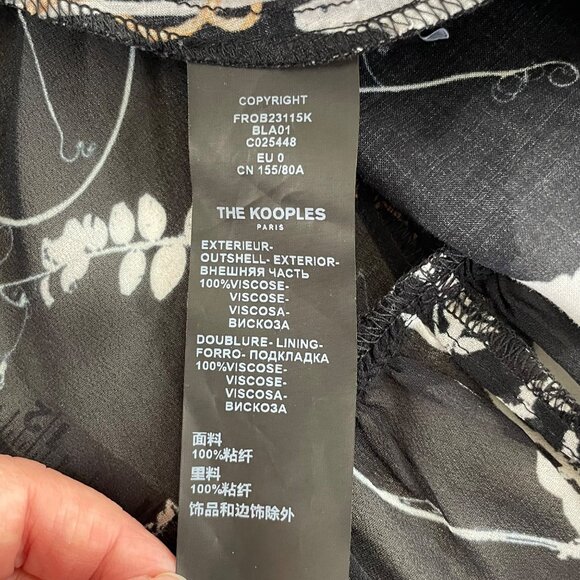 COPYRIGHT
FROB23115K
BLA01
C025448
EU 0
CN 155/80A
THE KOOPLES
PARIS
EXTERIEUR-
OUTSHELL- EXTERIOR-
ВНЕШНЯЯ ЧАСТЬ
100%VISCOSE-
VISCOSE-
VISCOSA-
ВИСКОЗА
DOUBLURE- LINING-
FORRO- ПОДКЛАДКА
100%VISCOSE-
VISCOSE-
VISCOSA-
ВИСКОЗА
面料
100%粘纤
里料
100%粘纤
饰品和边饰除外